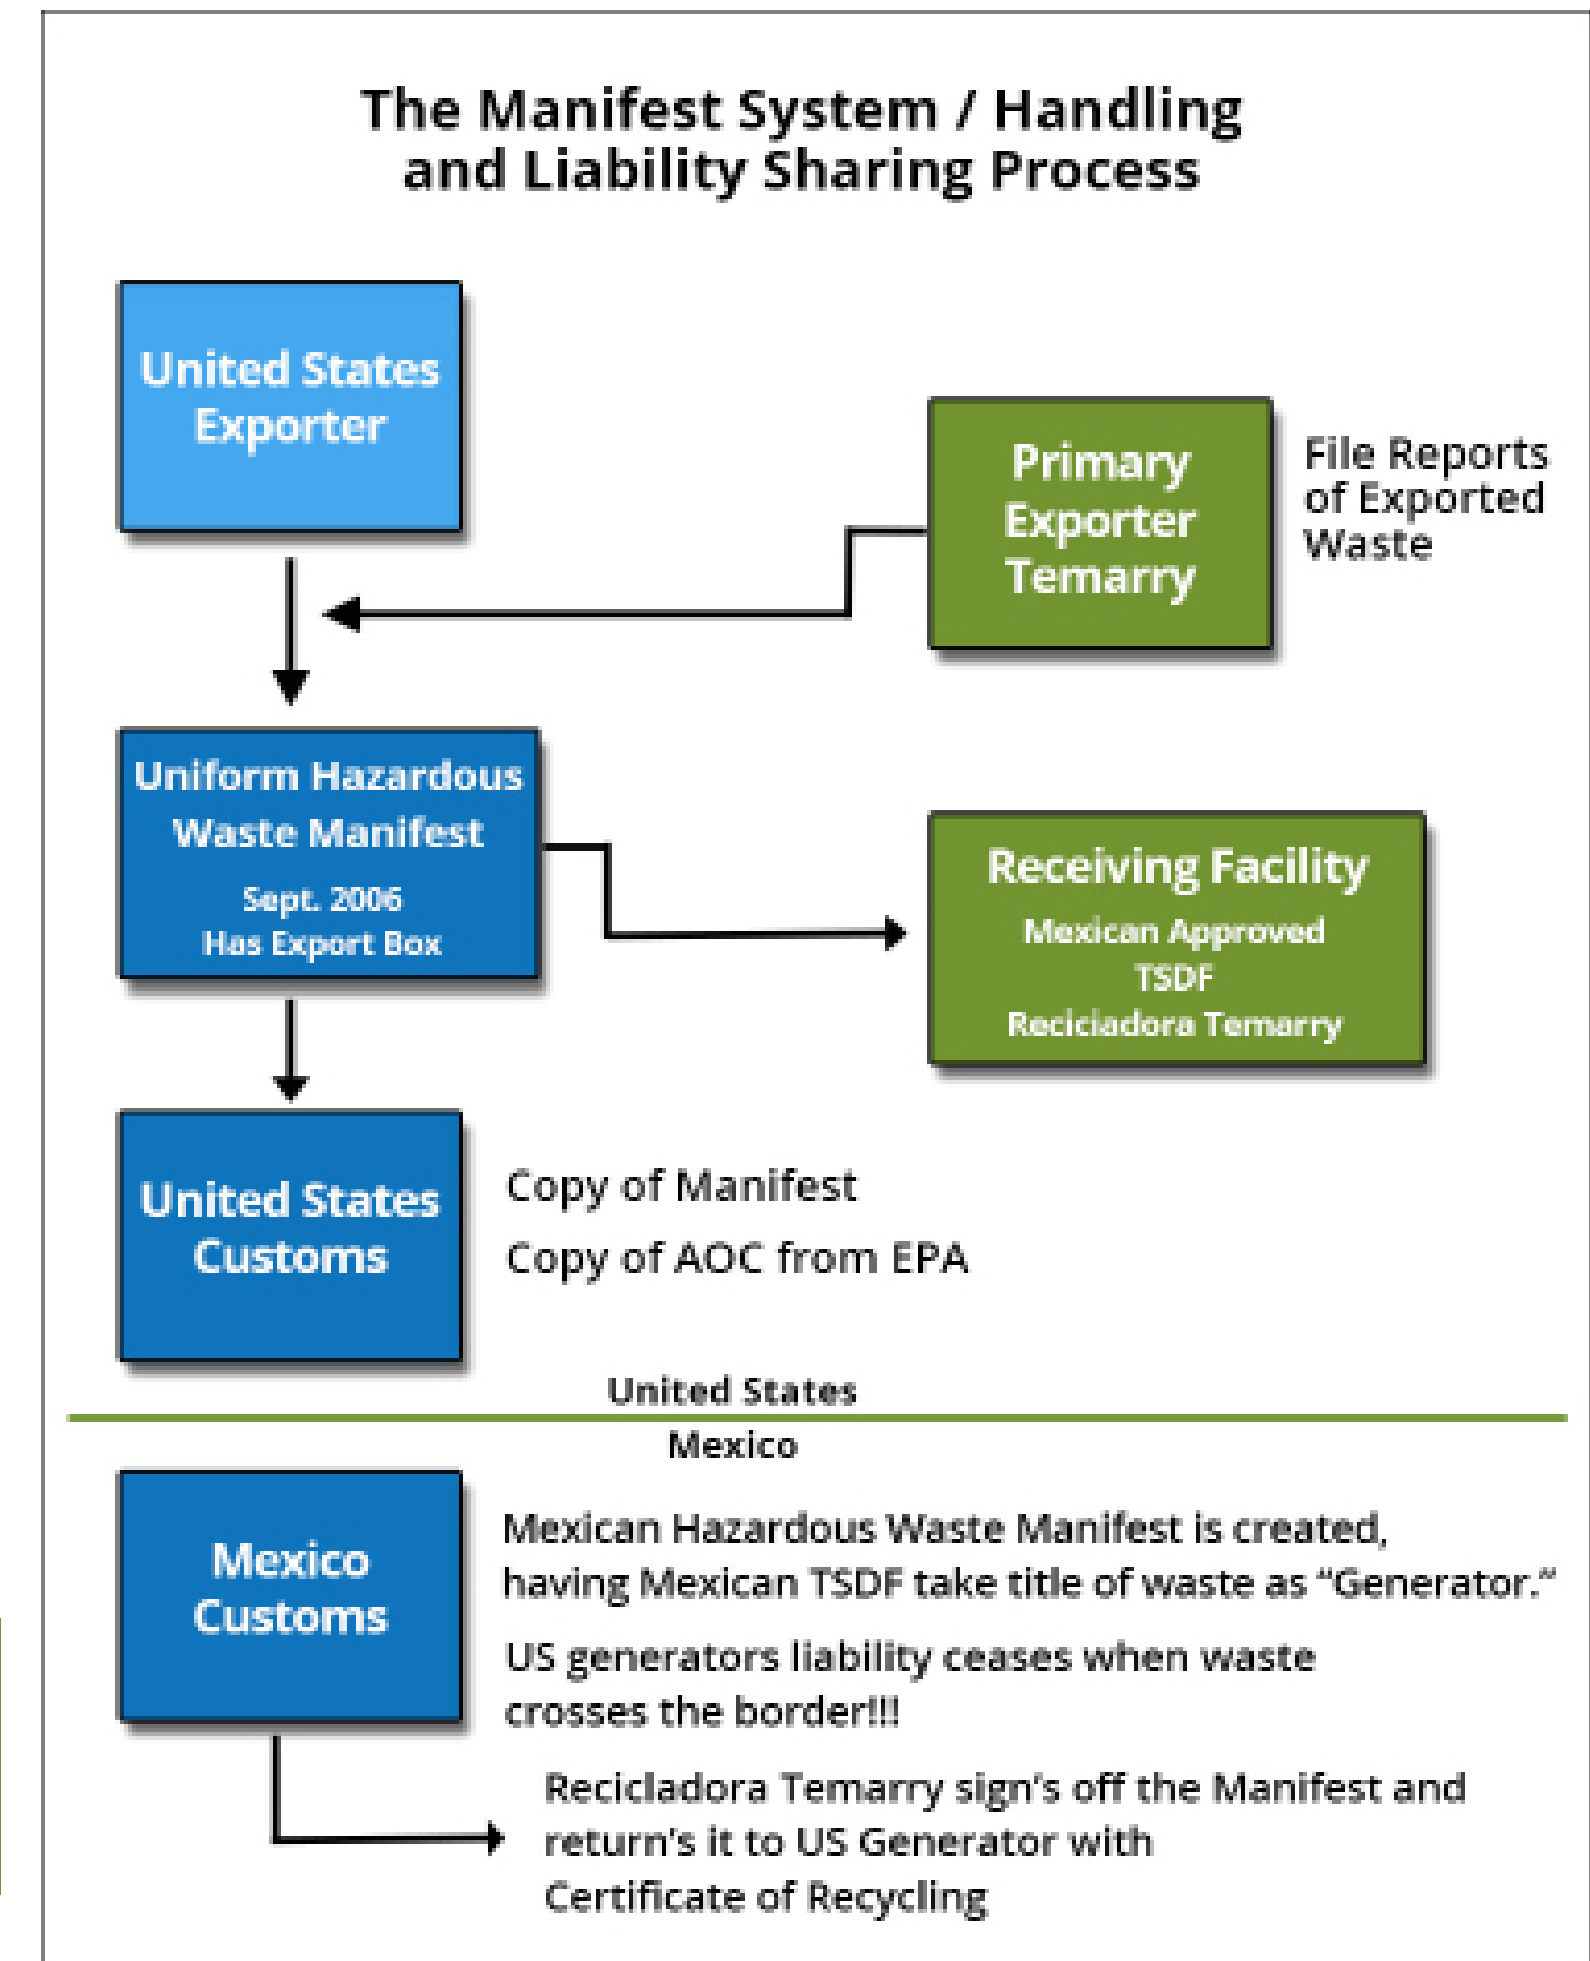 The Manifest System / Handling
and Liability Sharing Process
United States
Exporter
Primary
Exporter
Temarry
File Reports
of Exported
Waste
Uniform Hazardous
Waste Manifest
Sept. 2006
Has Export Box
Receiving Facility
Mexican Approved
TSDF
Reciciadora Temarry
United States
Customs
Copy of Manifest
Copy of AOC from EPA
United States
Mexico
Mexico
Customs
Mexican Hazardous Waste Manifest is created,
having Mexican TSDF take title of waste as “Generator.”
US generators liability ceases when waste
crosses the border!!!
Recicladora Temarry sign's off the Manifest and
return's it to US Generator with
Certificate of Recycling